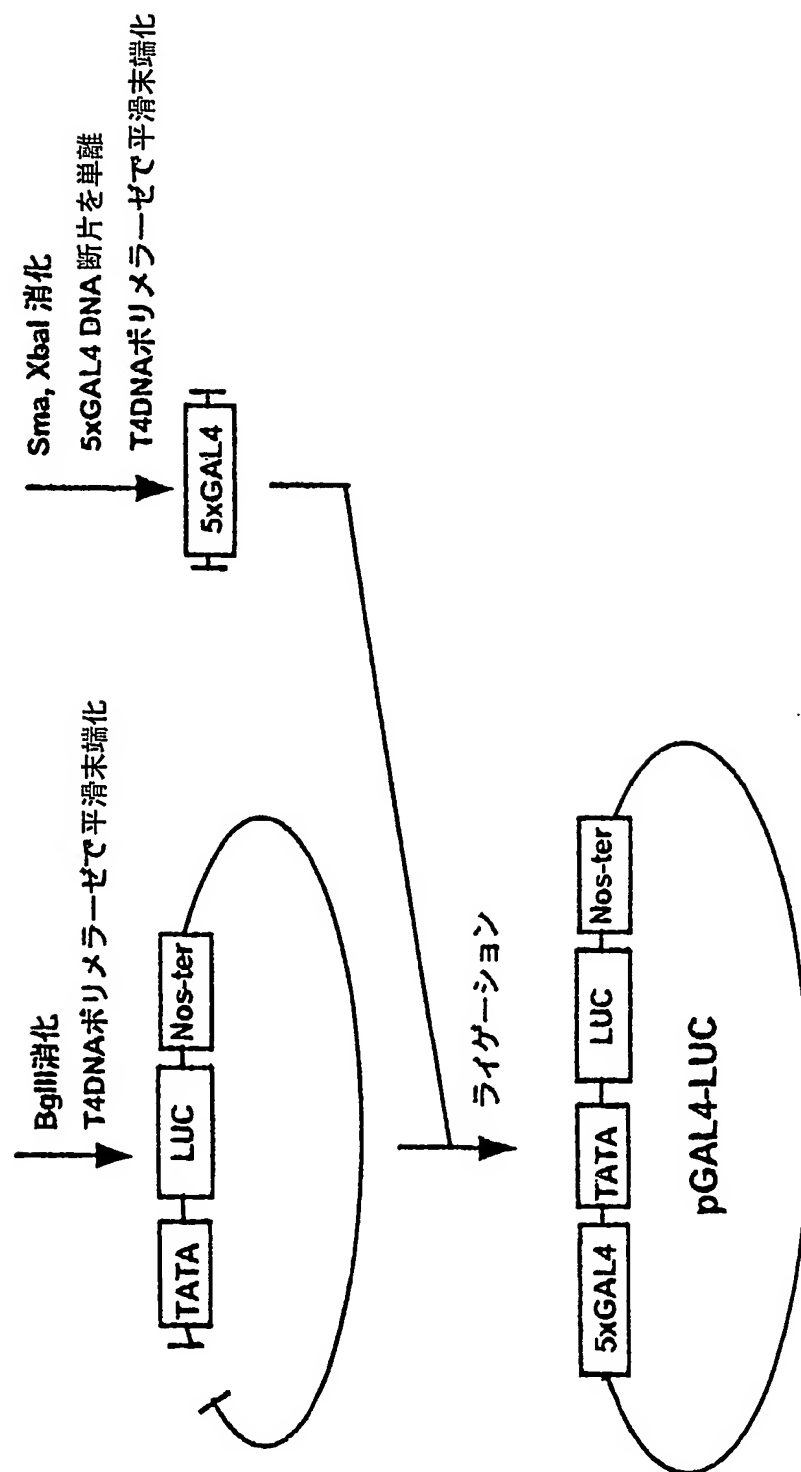 BglII消化
T4DNAポリメラーゼで平滑末端化
Sma, XbaI 消化
5xGAL4 DNA断片を単離
T4DNAポリメラーゼで平滑末端化
TATA
LUC
Nos-ter
5xGAL4
ライゲーション
5xGAL4
TATA
LUC
Nos-ter
pGAL4-LUC